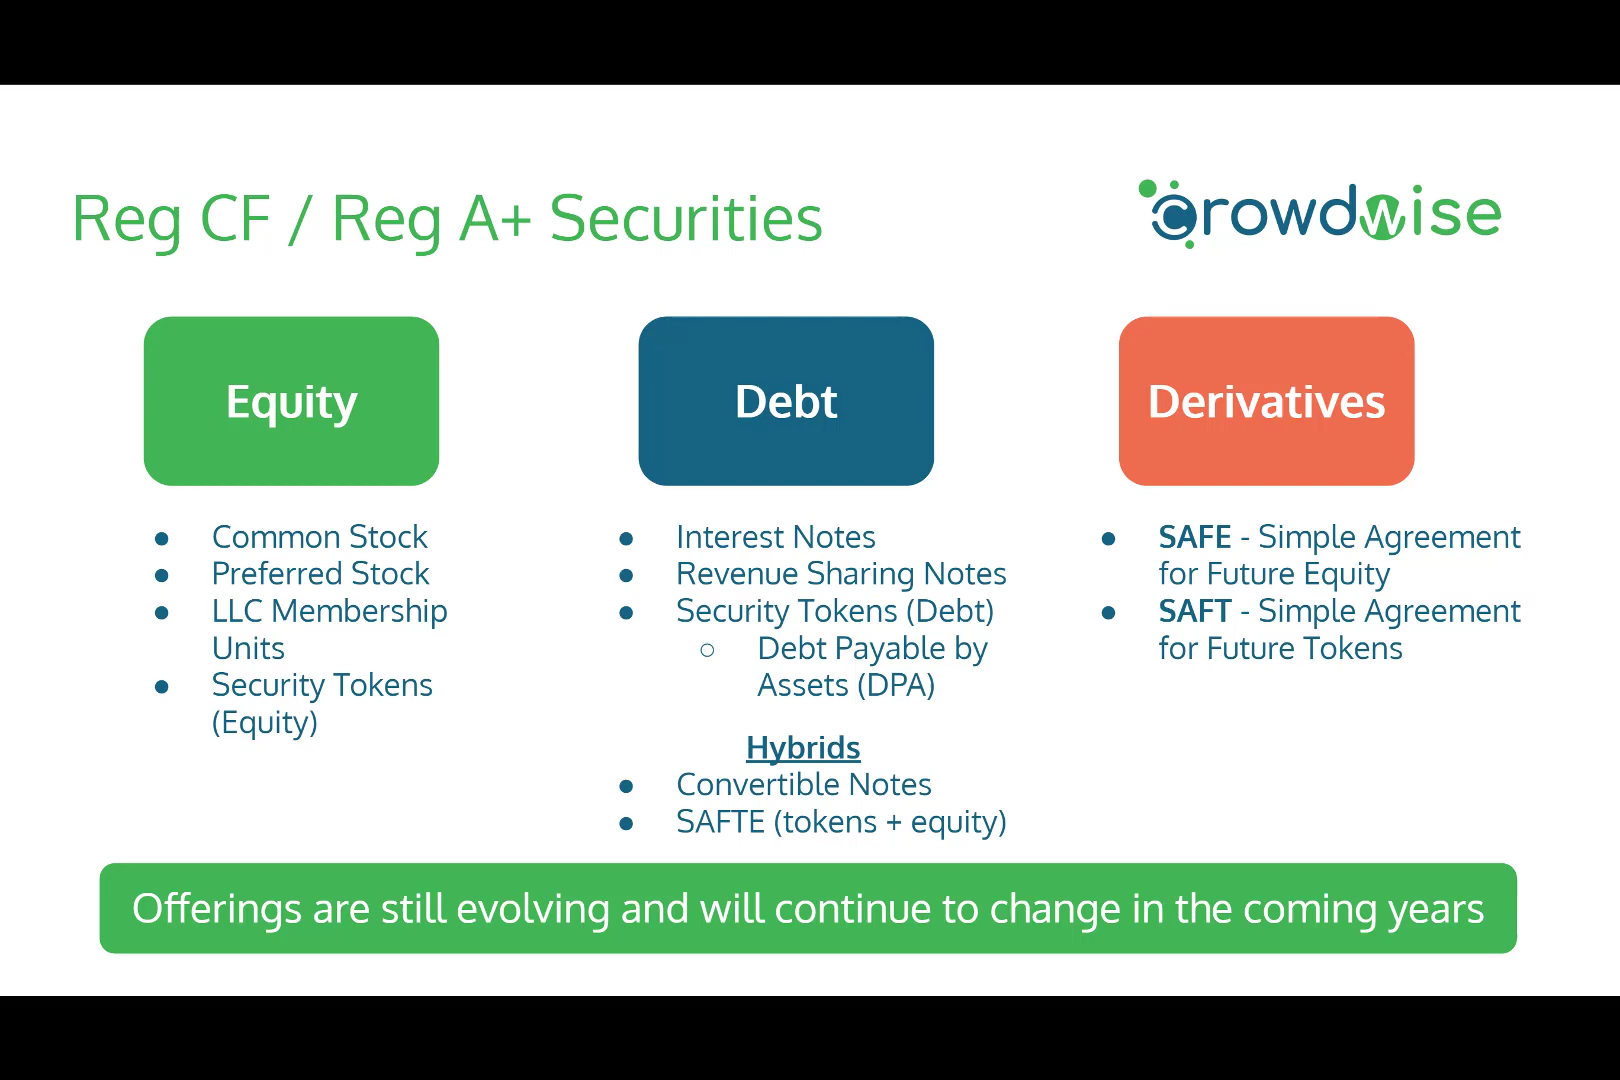 Reg CF / Reg A+ Securities
crowdwise
Equity
Debt
Derivatives
● Common Stock
● Preferred Stock
● LLC Membership
Units
● Security Tokens
(Equity)
● Interest Notes
● Revenue Sharing Notes
● Security Tokens (Debt)
○ Debt Payable by
Assets (DPA)
Hybrids
● Convertible Notes
● SAFTE (tokens + equity)
● SAFE - Simple Agreement
for Future Equity
● SAFT - Simple Agreement
for Future Tokens
Offerings are still evolving and will continue to change in the coming years